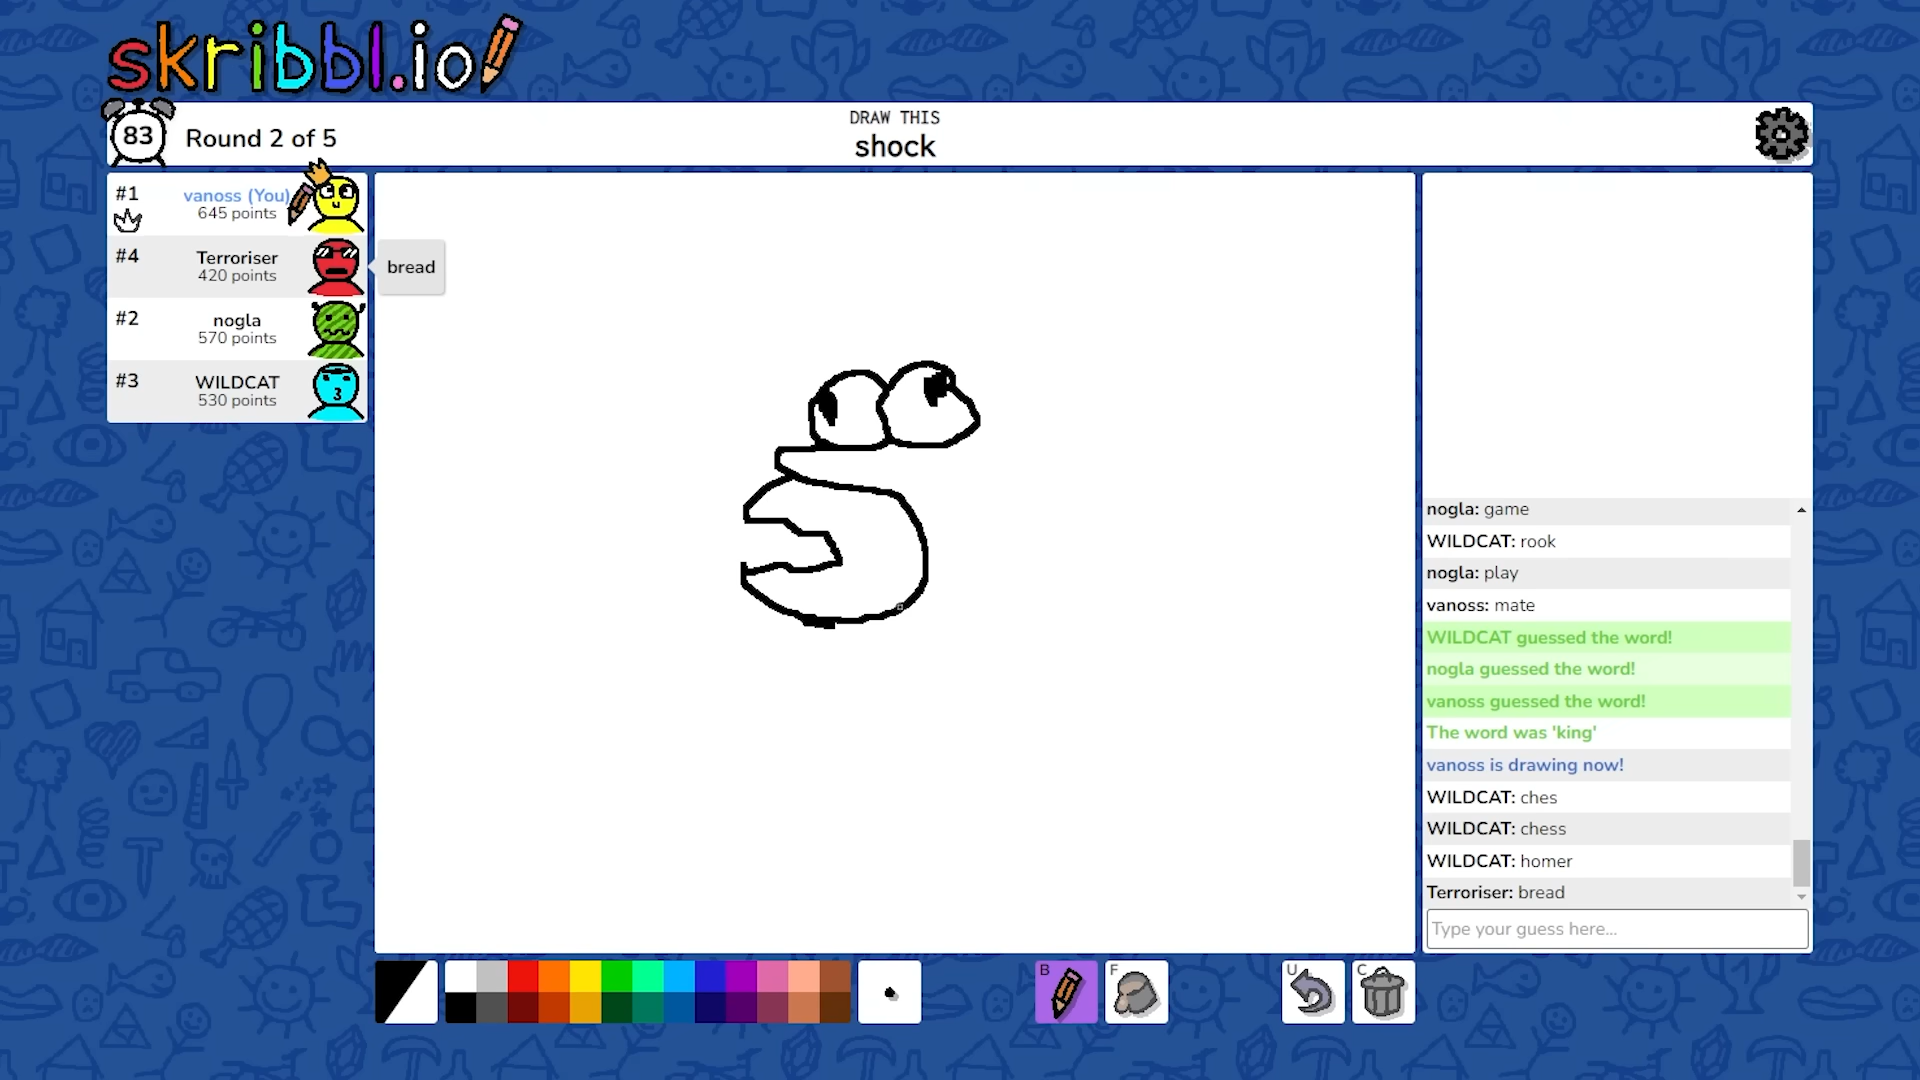 skribbl.io
83
Round 2 of 5
DRAW THIS
shock
#1
vanoss (You)
645 points
#4
Terroriser
420 points
bread
#2
nogla
570 points
#3
WILDCAT
530 points
nogla: game
WILDCAT: rook
nogla: play
vanoss: mate
WILDCAT guessed the word!
nogla guessed the word!
vanoss guessed the word!
The word was 'king'
vanoss is drawing now!
WILDCAT: ches
WILDCAT: chess
WILDCAT: homer
Terroriser: bread
Type your guess here...
B
F
U
C